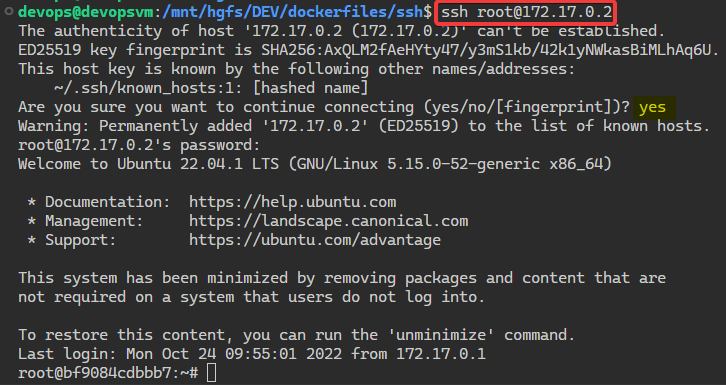 devops@devopsvm:/mnt/hgfs/DEV/dockerfiles/ssh$ ssh root@172.17.0.2
The authenticity of host '172.17.0.2 (172.17.0.2)' can't be established.
ED25519 key fingerprint is SHA256:AxQLM2fAeHYty47/y3mS1kb/42k1yNWkasBiMLhAq6U.
This host key is known by the following other names/addresses:
    ~/.ssh/known_hosts:1: [hashed name]
Are you sure you want to continue connecting (yes/no/[fingerprint])? yes
Warning: Permanently added '172.17.0.2' (ED25519) to the list of known hosts.
root@172.17.0.2's password:
Welcome to Ubuntu 22.04.1 LTS (GNU/Linux 5.15.0-52-generic x86_64)

 * Documentation:  https://help.ubuntu.com
 * Management:     https://landscape.canonical.com
 * Support:        https://ubuntu.com/advantage

This system has been minimized by removing packages and content that are
not required on a system that users do not log into.

To restore this content, you can run the 'unminimize' command.
Last login: Mon Oct 24 09:55:01 2022 from 172.17.0.1
root@bf9084cdbbb7:~#